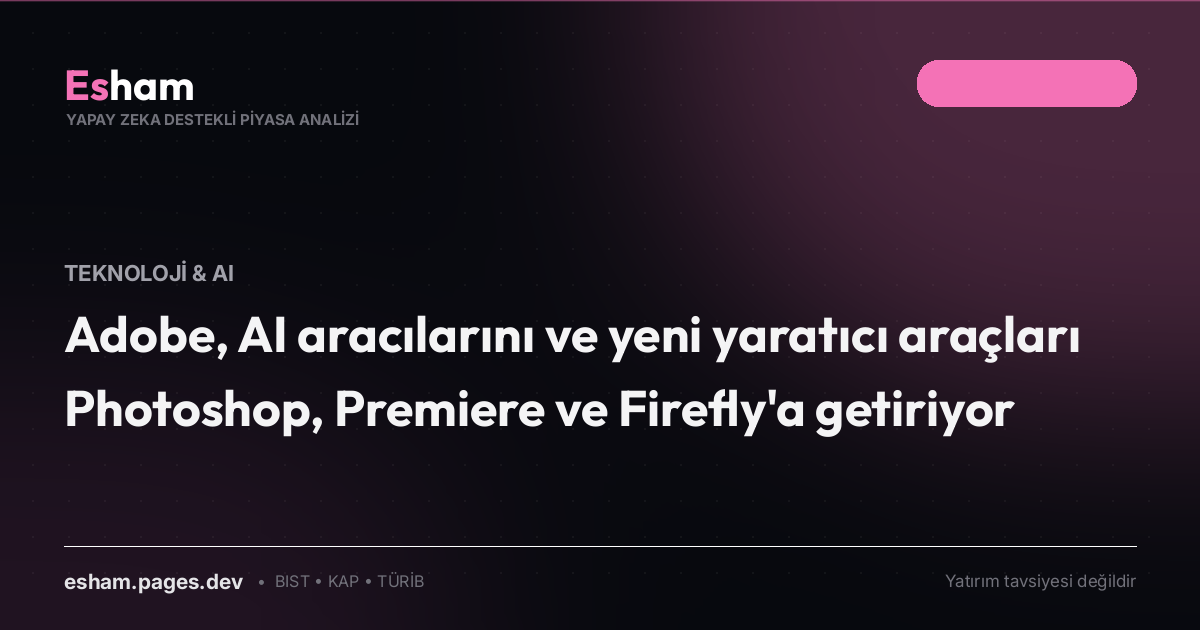 Esham
YAPAY ZEKA DESTEKLİ PİYASA ANALİZİ
TEKNOLOJİ & AI
Adobe, AI aracılarını ve yeni yaratıcı araçları
Photoshop, Premiere ve Firefly'a getiriyor
esham.pages.dev • BIST • KAP • TÜRİB
Yatırım tavsiyesi değildir